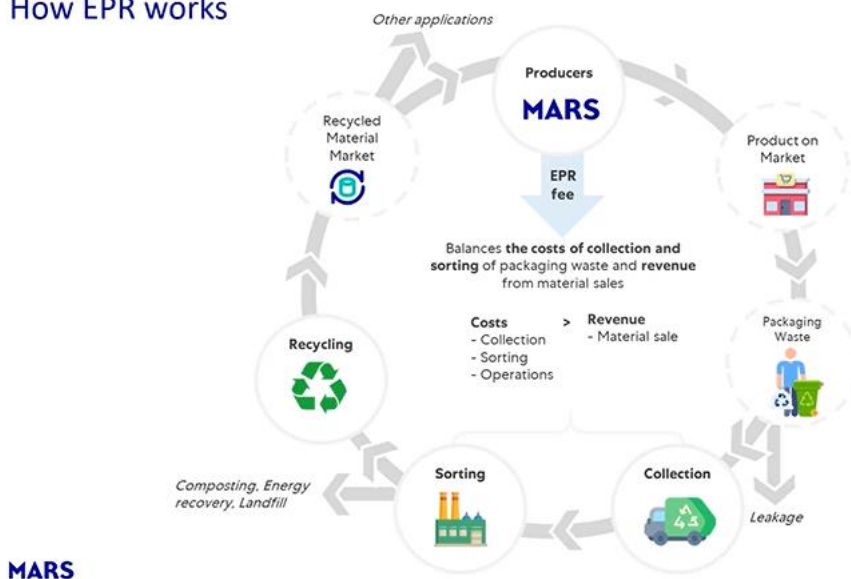 How EPR works
Other applications
Producers
MARS
Recycled
Material
Market
Product on
Market
EPR
fee
Balances the costs of collection and
sorting of packaging waste and revenue
from material sales
Costs > Revenue
- Collection - Material sale
- Sorting
- Operations
Packaging
Waste
Recycling
Sorting
Collection
Composting, Energy
recovery, Landfill
Leakage
MARS